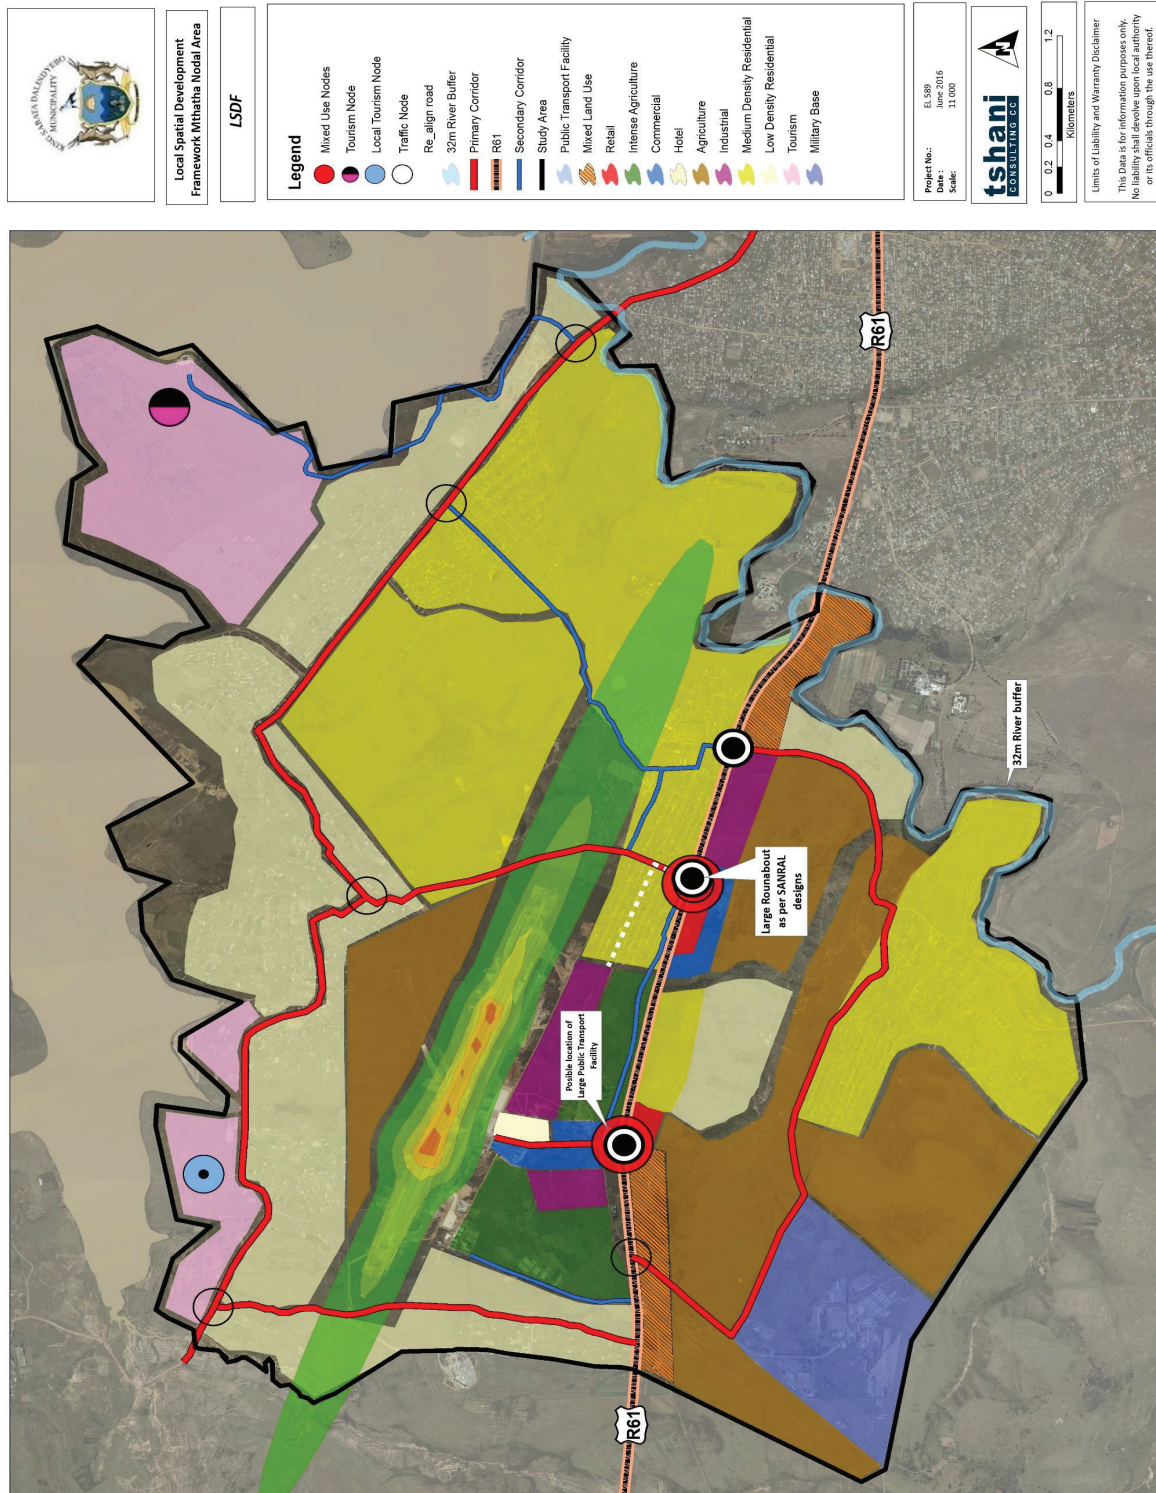 KING SABATA DALINDYEBO
MUNICIPALITY
Local Spatial Development
Framework Mthatha Nodal Area
LSDF
Legend
Mixed Use Nodes
Tourism Node
Local Tourism Node
Traffic Node
Re_align road
32m River Buffer
Primary Corridor
R61
Secondary Corridor
Study Area
Public Transport Facility
Mixed Land Use
Retail
Intense Agriculture
Commercial
Hotel
Agriculture
Industrial
Medium Density Residential
Low Density Residential
Tourism
Military Base
Project No.: EL 589
Date : June 2016
Scale: 11 000
tshani
CONSULTING CC
N
0 0.2 0.4 0.8 1.2
Kilometers
Limits of Liability and Warranty Disclaimer
This Data is for information purposes only.
No liability shall devolve upon local authority
or its officials through the use thereof.
R61
Posible location of
Large Public Transport
Facility
Large Rounabout
as per SANRAL
designs
32m River buffer
R61